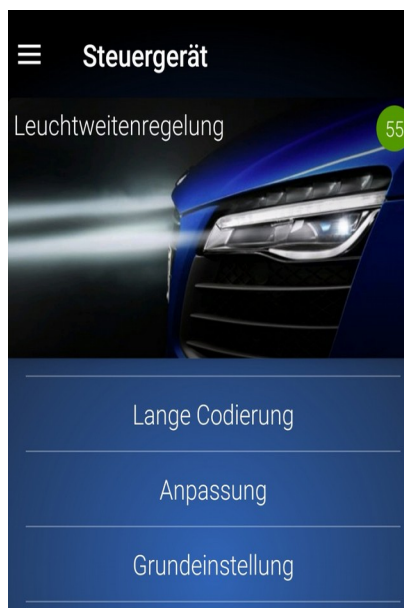 Steuergerät
Leuchtweitenregelung
55
Lange Codierung
Anpassung
Grundeinstellung